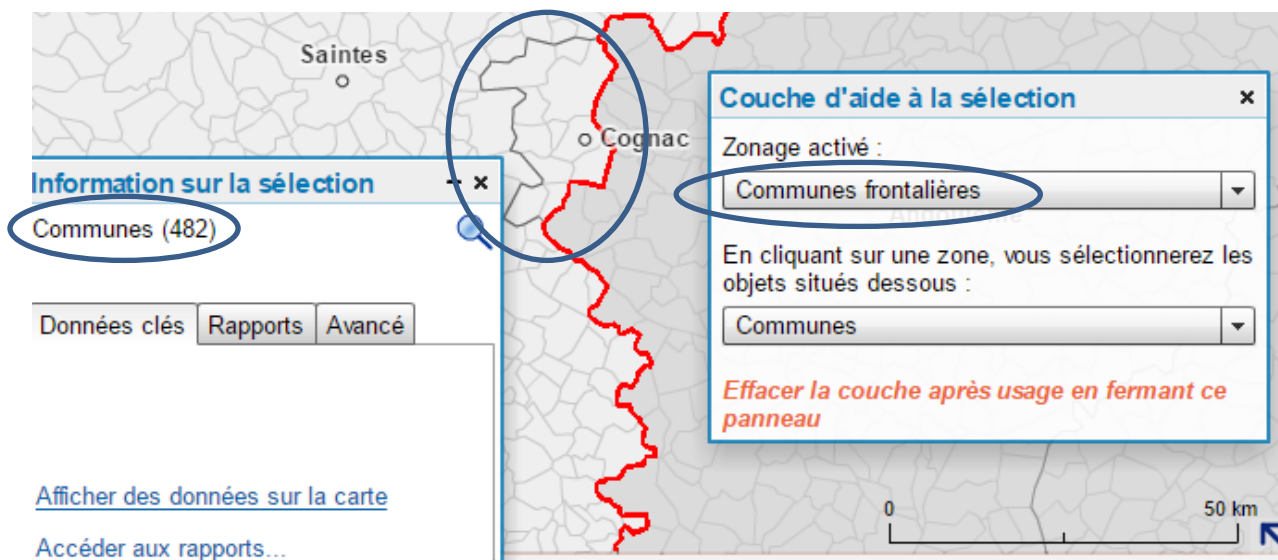 Saintes
Cognac
Information sur la sélection - ×
Communes (482)
Données clés Rapports Avancé
Afficher des données sur la carte
Accéder aux rapports...
Couche d'aide à la sélection ×
Zonage activé :
Communes frontalières
En cliquant sur une zone, vous sélectionnerez les
objets situés dessous :
Communes
Effacer la couche après usage en fermant ce
panneau
0 50 km